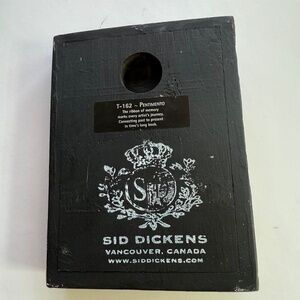 T-162 ~ PENTIMENTO
The ribbon of memory
marks every artist's journey.
Connecting past to present
in time's long book.
SD
SID DICKENS
VANCOUVER, CANADA
WWW.SIDDICKENS.COM